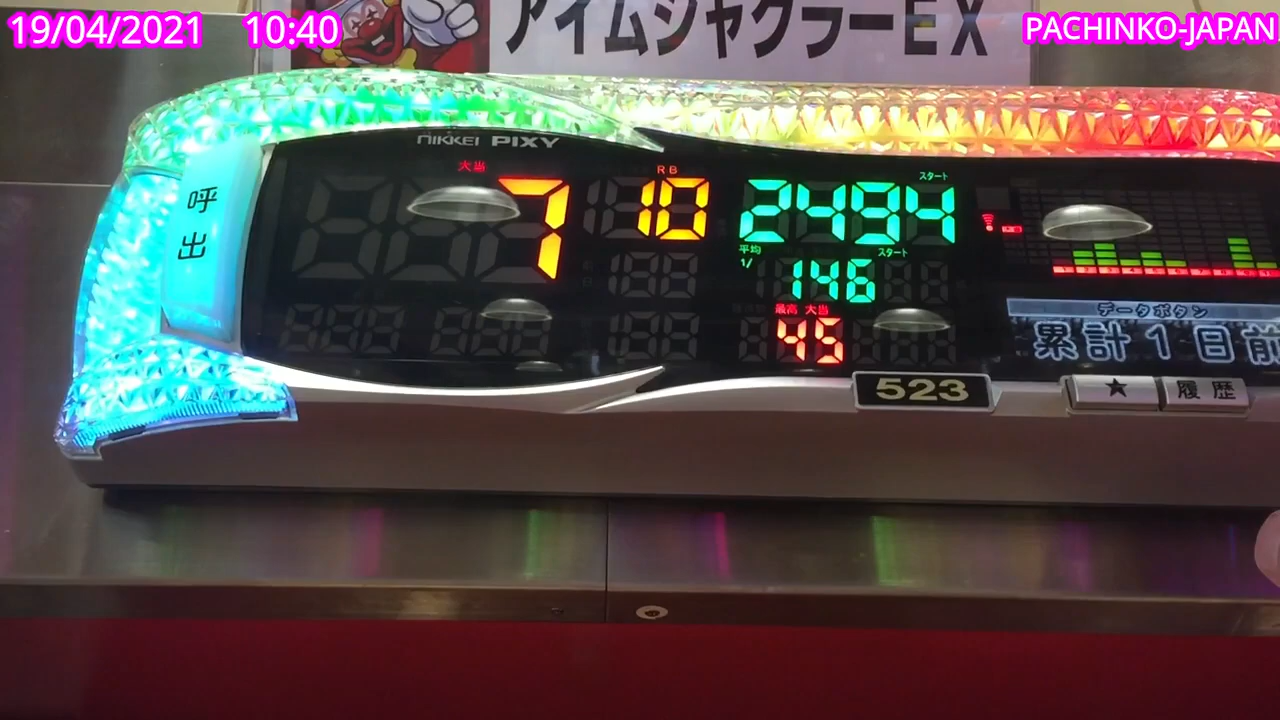 19/04/2021 10:40
PACHINKO-JAPAN
アイムジャグラーEX
NIKKEI PIXY
呼出
大当
7
RB
10
スタート
2494
平均
1/
スタート
146
最高 大当
45
データボタン
累計1日前
523
★
履歴